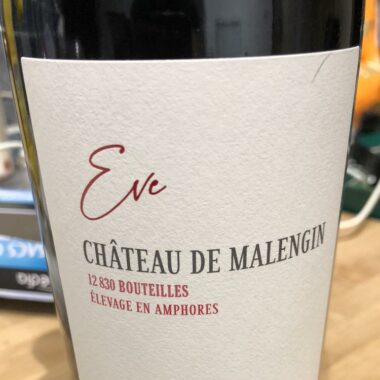 Eve
CHÂTEAU DE MALENGIN
12 830 BOUTEILLES
ÉLEVAGE EN AMPHORES